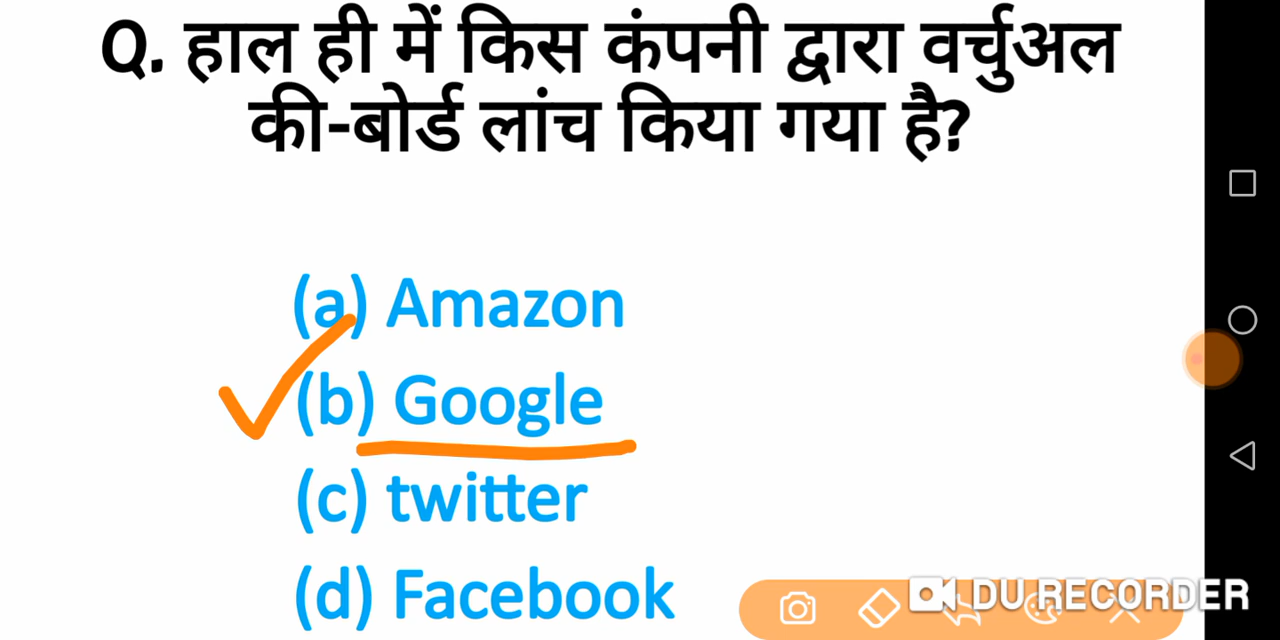 Q. हाल ही में किस कंपनी द्वारा वर्चुअल
की-बोर्ड लांच किया गया है?
(a) Amazon
(b) Google
(c) twitter
(d) Facebook
DU RECORDER